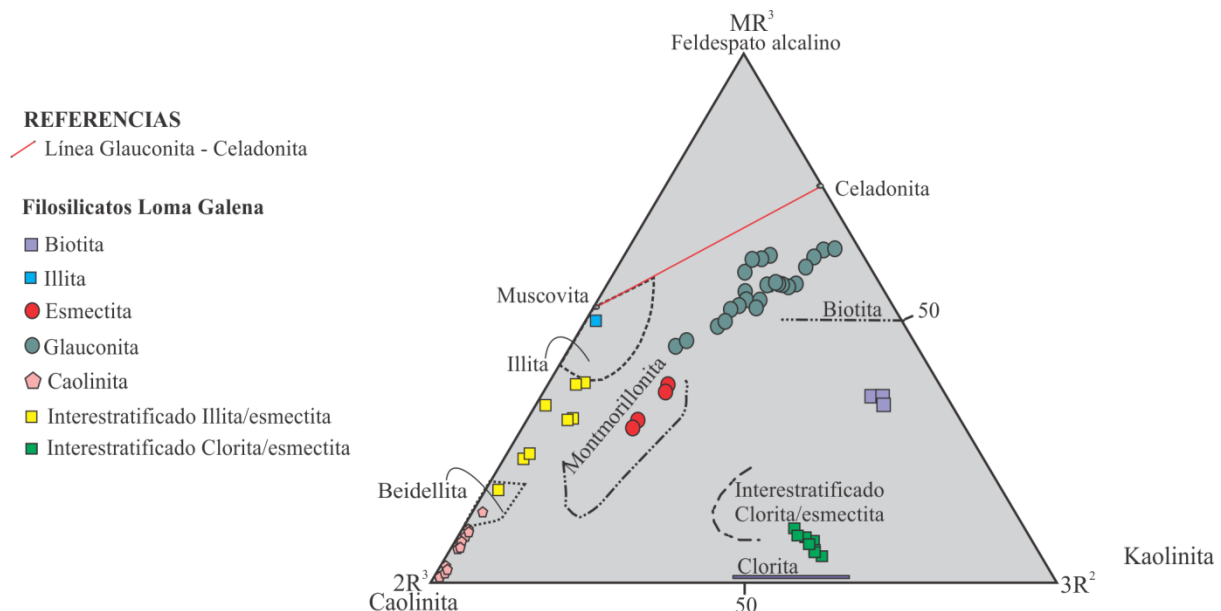 MR³
Feldespato alcalino
REFERENCIAS
Línea Glauconita - Celadonita
Filosilicatos Loma Galena
Biotita
Illita
Esmectita
Glauconita
Caolinita
Interestratificado Illita/esmectita
Interestratificado Clorita/esmectita
Celadonita
Muscovita
Biotita
50
Illita
Montmorillonita
Beidellita
Interestratificado
Clorita/esmectita
Clorita
Kaolinita
2R³
Caolinita
50
3R²